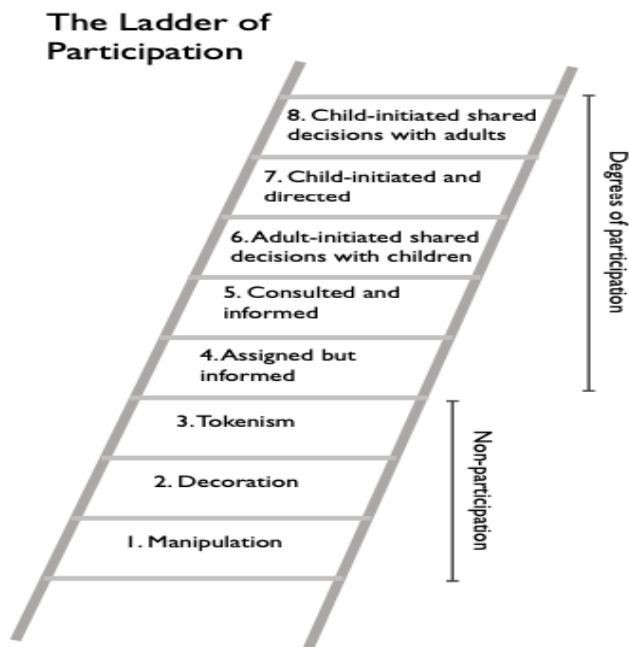 The Ladder of
Participation
8. Child-initiated shared
decisions with adults
7. Child-initiated and
directed
6. Adult-initiated shared
decisions with children
5. Consulted and
informed
4. Assigned but
informed
3. Tokenism
2. Decoration
1. Manipulation
Degrees of participation
Non-participation